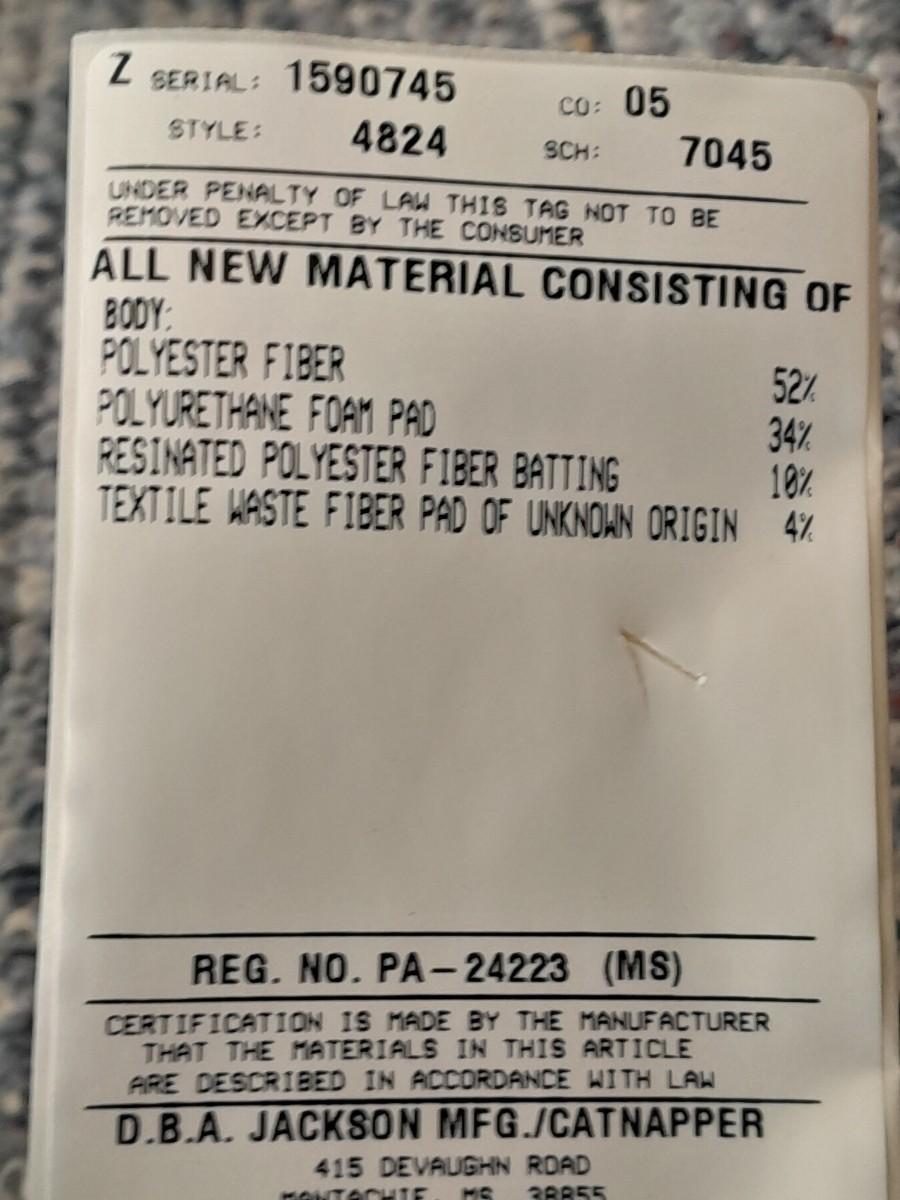 Z SERIAL: 1590745 CO: 05
STYLE: 4824 SCH: 7045
UNDER PENALTY OF LAW THIS TAG NOT TO BE
REMOVED EXCEPT BY THE CONSUMER
ALL NEW MATERIAL CONSISTING OF
BODY:
POLYESTER FIBER 52%
POLYURETHANE FOAM PAD 34%
RESINATED POLYESTER FIBER BATTING 10%
TEXTILE WASTE FIBER PAD OF UNKNOWN ORIGIN 4%
REG. NO. PA-24223 (MS)
CERTIFICATION IS MADE BY THE MANUFACTURER
THAT THE MATERIALS IN THIS ARTICLE
ARE DESCRIBED IN ACCORDANCE WITH LAW
D.B.A. JACKSON MFG./CATNAPPER
415 DEVAUGHN ROAD
MANTACHIE, MS 38855